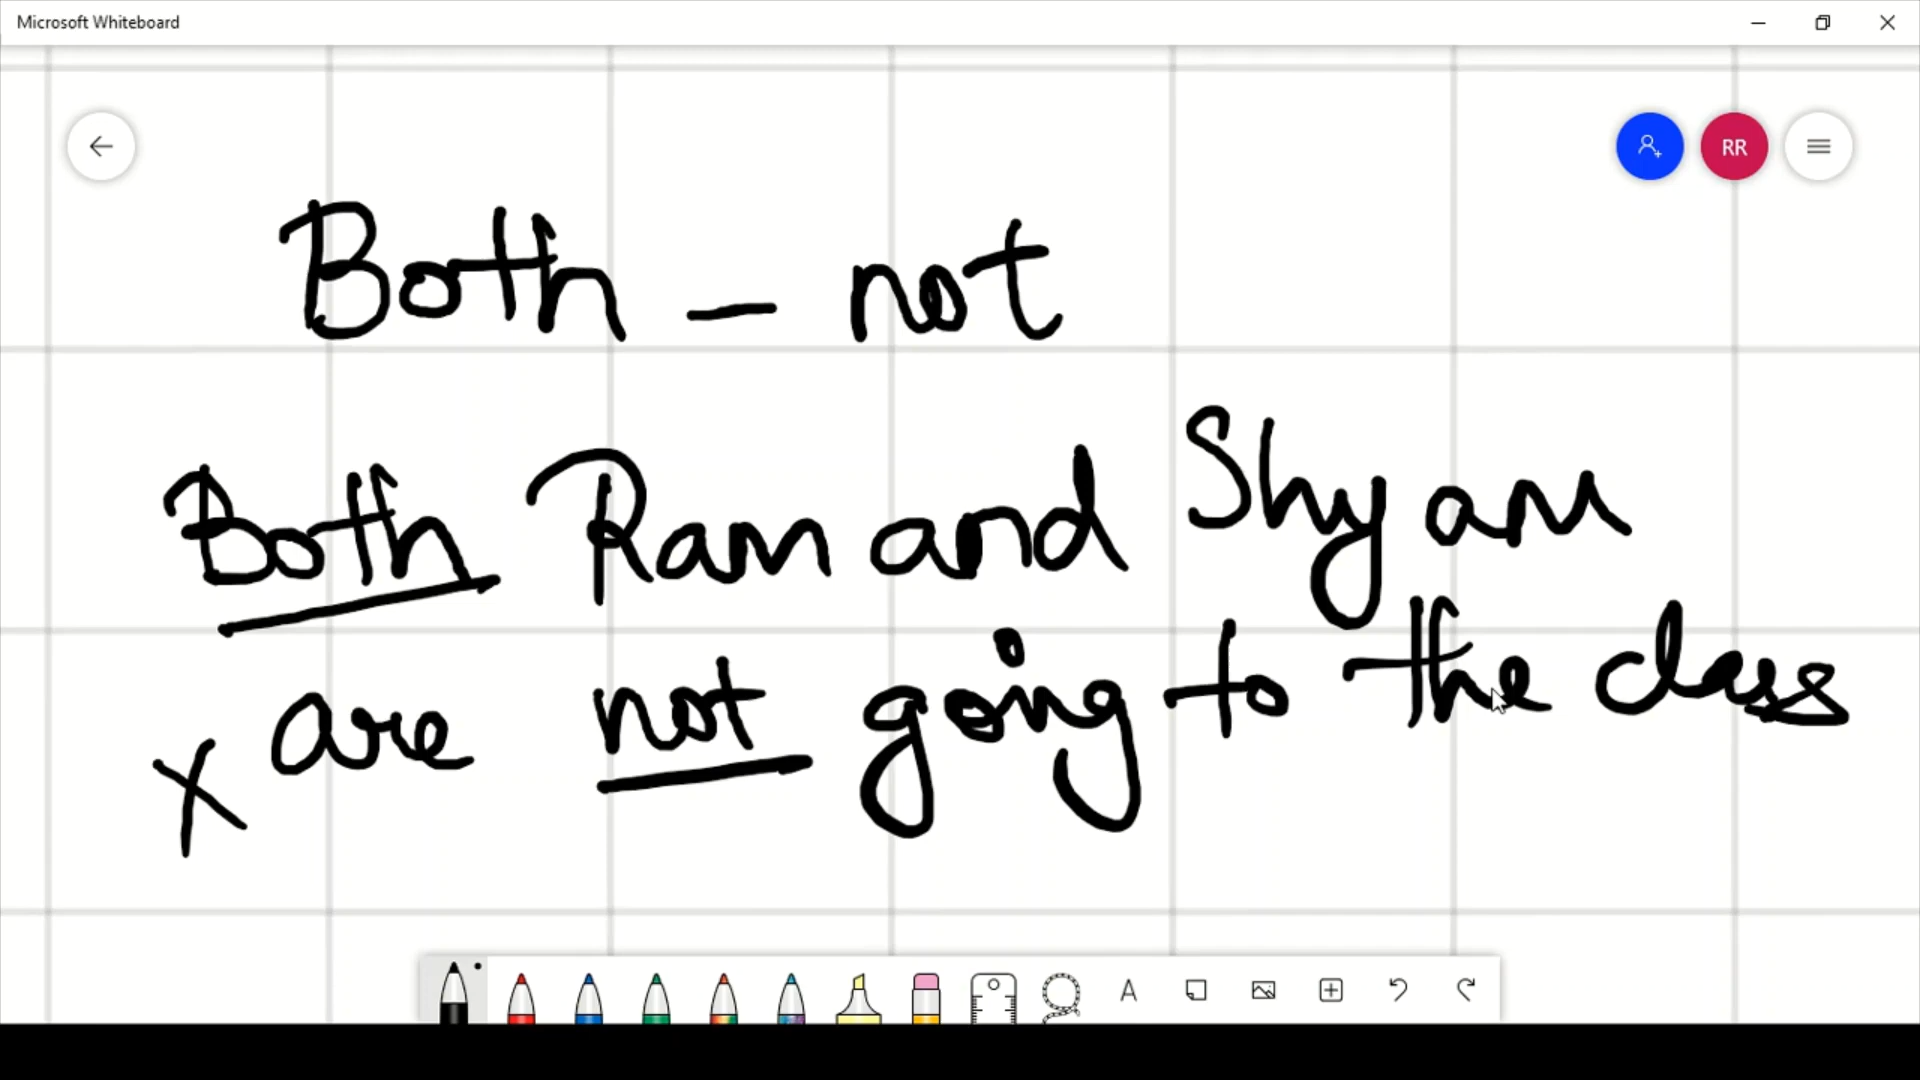 Microsoft Whiteboard
RR
Both - not
Both Ram and Shyam
x are not going to the class
A